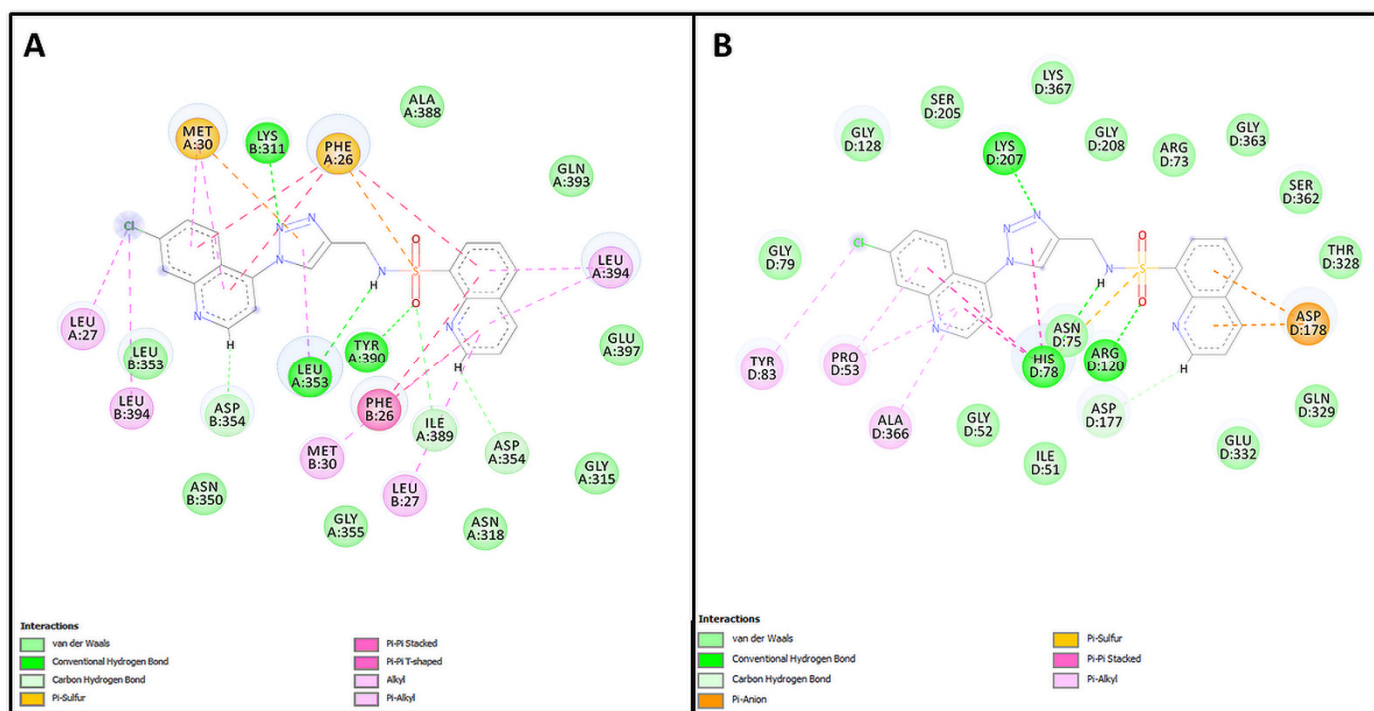 A
ALA
A:388
MET
A:30
LYS
B:311
PHE
A:26
GLN
A:393
Cl
N
N
N
O
LEU
A:394
N
S
H
O
LEU
A:27
N
N
LEU
B:353
H
TYR
A:390
GLU
A:397
LEU
A:353
H
LEU
B:394
ASP
B:354
PHE
B:26
ILE
A:389
ASP
A:354
MET
B:30
GLY
A:315
ASN
B:350
LEU
B:27
GLY
A:355
ASN
A:318
Interactions
van der Waals
Conventional Hydrogen Bond
Carbon Hydrogen Bond
Pi-Sulfur
Pi-Pi Stacked
Pi-Pi T-shaped
Alkyl
Pi-Alkyl
B
LYS
D:367
SER
D:205
GLY
D:128
LYS
D:207
GLY
D:208
ARG
D:73
GLY
D:363
SER
D:362
N
N
N
O
Cl
GLY
D:79
THR
D:328
N
S
H
O
ASN
D:75
ASP
D:178
N
N
TYR
D:83
PRO
D:53
HIS
D:78
ARG
D:120
H
ALA
D:366
GLY
D:52
ASP
D:177
GLN
D:329
ILE
D:51
GLU
D:332
Interactions
van der Waals
Conventional Hydrogen Bond
Carbon Hydrogen Bond
Pi-Anion
Pi-Sulfur
Pi-Pi Stacked
Pi-Alkyl